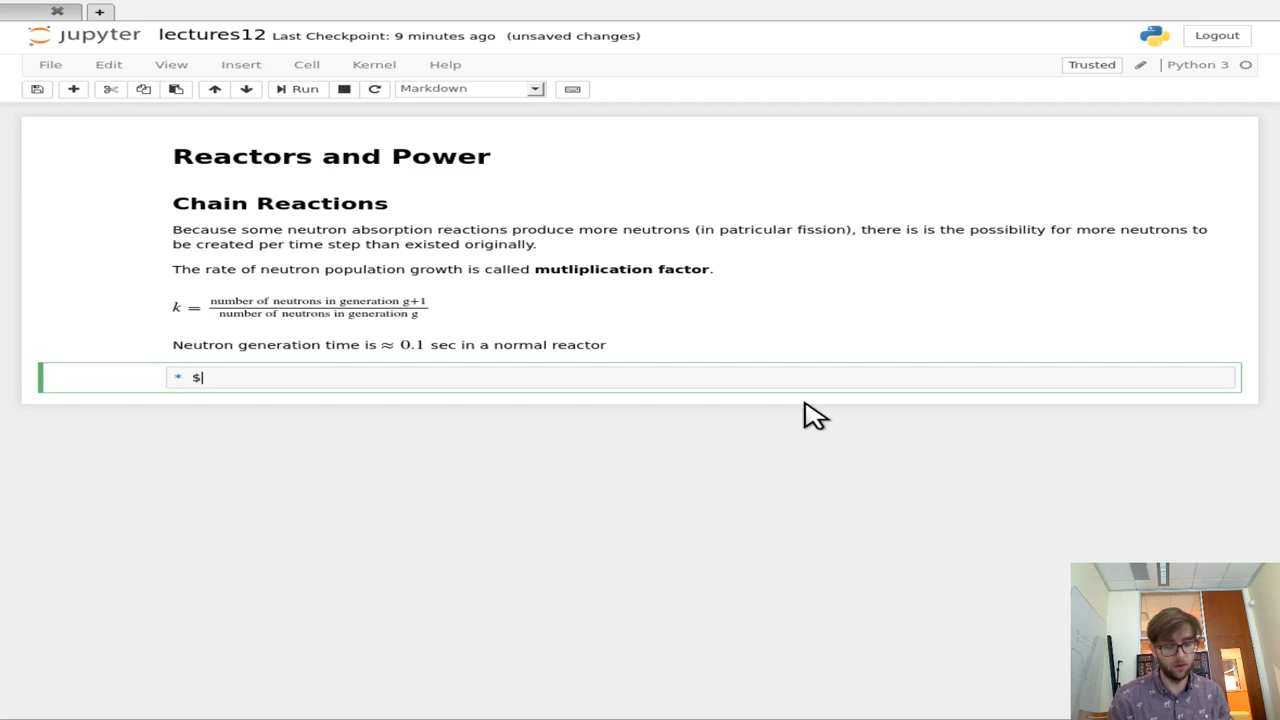 jupyter lectures12 Last Checkpoint: 9 minutes ago (unsaved changes) Logout
File Edit View Insert Cell Kernel Help Trusted Python 3
Run Markdown
Reactors and Power
Chain Reactions
Because some neutron absorption reactions produce more neutrons (in patricular fission), there is is the possibility for more neutrons to
be created per time step than existed originally.
The rate of neutron population growth is called mutliplication factor.
k = number of neutrons in generation g+1 / number of neutrons in generation g
Neutron generation time is ≈ 0.1 sec in a normal reactor
* $